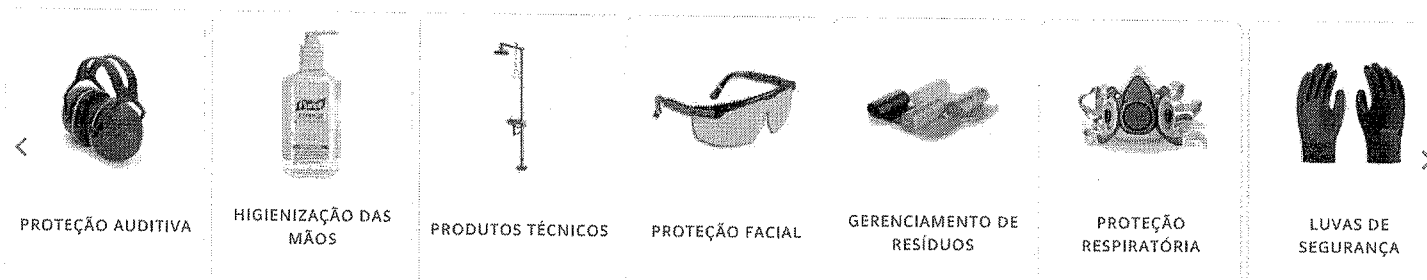 PROTEÇÃO AUDITIVA
HIGIENIZAÇÃO DAS
MÃOS
PRODUTOS TÉCNICOS
PROTEÇÃO FACIAL
GERENCIAMENTO DE
RESÍDUOS
PROTEÇÃO
RESPIRATÓRIA
LUVAS DE
SEGURANÇA